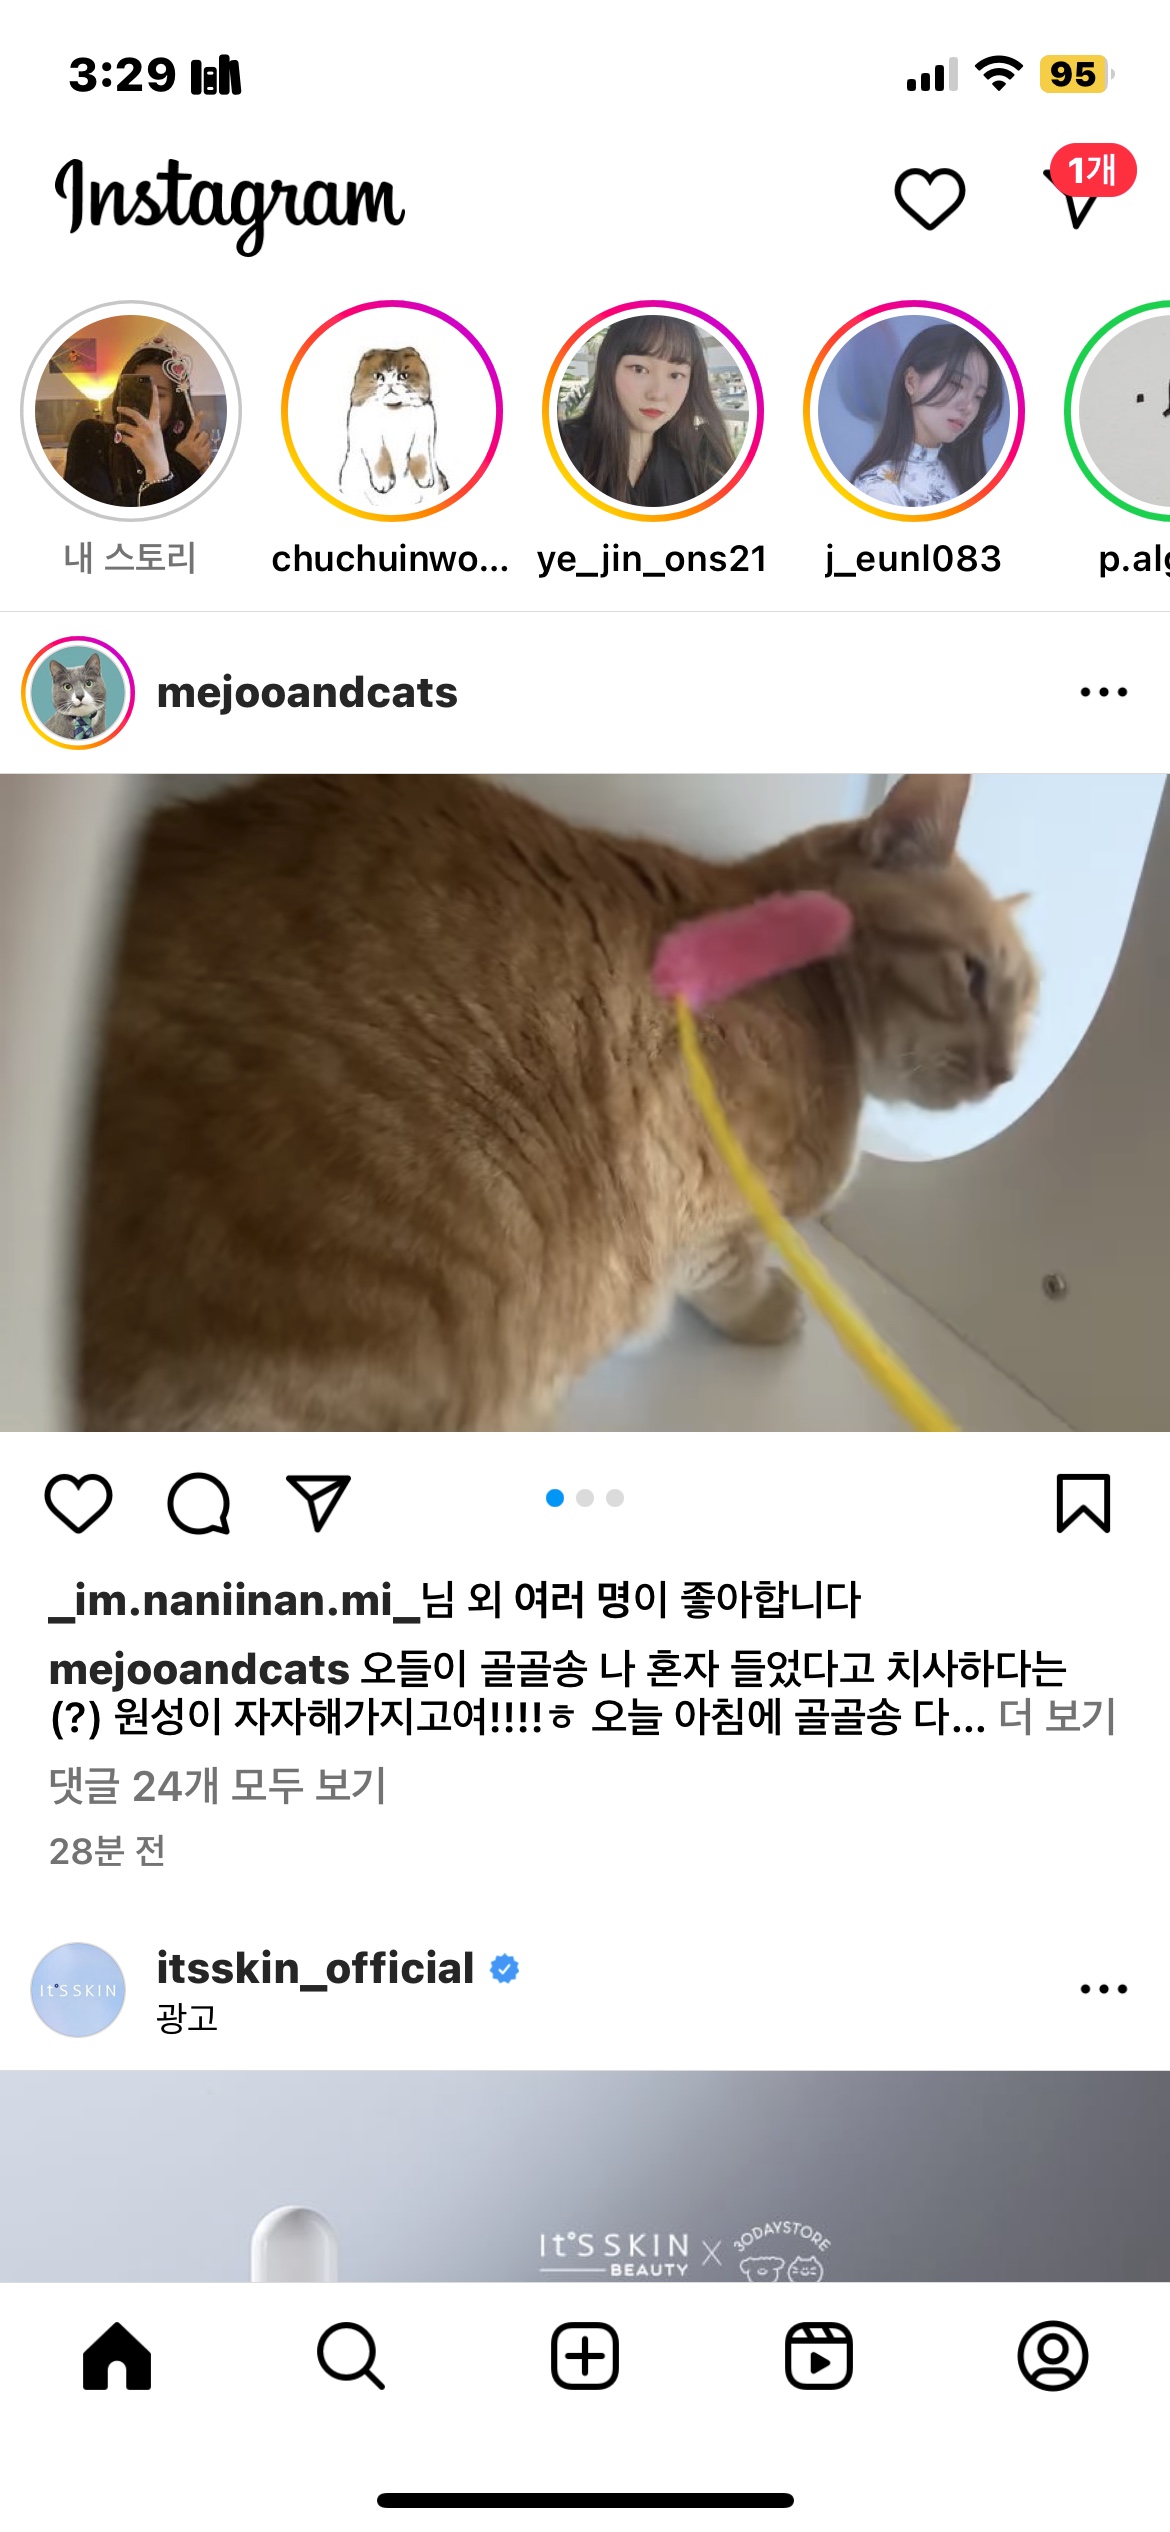 3:29
95
Instagram
1개
내 스토리
chuchuinwo...
ye_jin_ons21
j_eunl083
p.alg
mejooandcats
_im.naniinan.mi_님 외 여러 명이 좋아합니다
mejooandcats 오들이 골골송 나 혼자 들었다고 치사하다는
(?) 원성이 자자해가지고여!!!!ㅎ 오늘 아침에 골골송 다... 더 보기
댓글 24개 모두 보기
28분 전
It'S SKIN
itsskin_official
광고
It'S SKIN
BEAUTY
X
30DAYSTORE